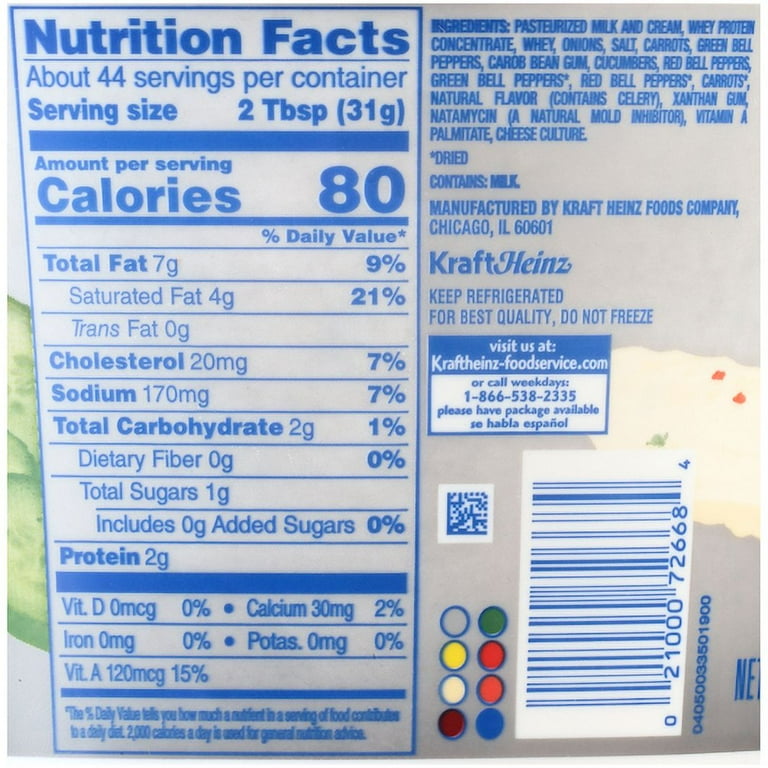 Nutrition Facts
About 44 servings per container
Serving size 2 Tbsp (31g)
Amount per serving
Calories 80
% Daily Value*
Total Fat 7g 9%
Saturated Fat 4g 21%
Trans Fat 0g
Cholesterol 20mg 7%
Sodium 170mg 7%
Total Carbohydrate 2g 1%
Dietary Fiber 0g 0%
Total Sugars 1g
Includes 0g Added Sugars 0%
Protein 2g
Vit. D 0mcg 0% • Calcium 30mg 2%
Iron 0mg 0% • Potas. 0mg 0%
Vit. A 120mcg 15%
*The % Daily Value tells you how much a nutrient in a serving of food contributes
to a daily diet. 2,000 calories a day is used for general nutrition advice.
INGREDIENTS: PASTEURIZED MILK AND CREAM, WHEY PROTEIN
CONCENTRATE, WHEY, ONIONS, SALT, CARROTS, GREEN BELL
PEPPERS, CAROB BEAN GUM, CUCUMBERS, RED BELL PEPPERS,
GREEN BELL PEPPERS*, RED BELL PEPPERS*, CARROTS*,
NATURAL FLAVOR (CONTAINS CELERY), XANTHAN GUM,
NATAMYCIN (A NATURAL MOLD INHIBITOR), VITAMIN A
PALMITATE, CHEESE CULTURE.
*DRIED
CONTAINS: MILK.
MANUFACTURED BY KRAFT HEINZ FOODS COMPANY,
CHICAGO, IL 60601
KraftHeinz
KEEP REFRIGERATED
FOR BEST QUALITY, DO NOT FREEZE
visit us at:
Kraftheinz-foodservice.com
or call weekdays:
1-866-538-2335
please have package available
se habla español
0 21000 72668 4
04050033501900
NE